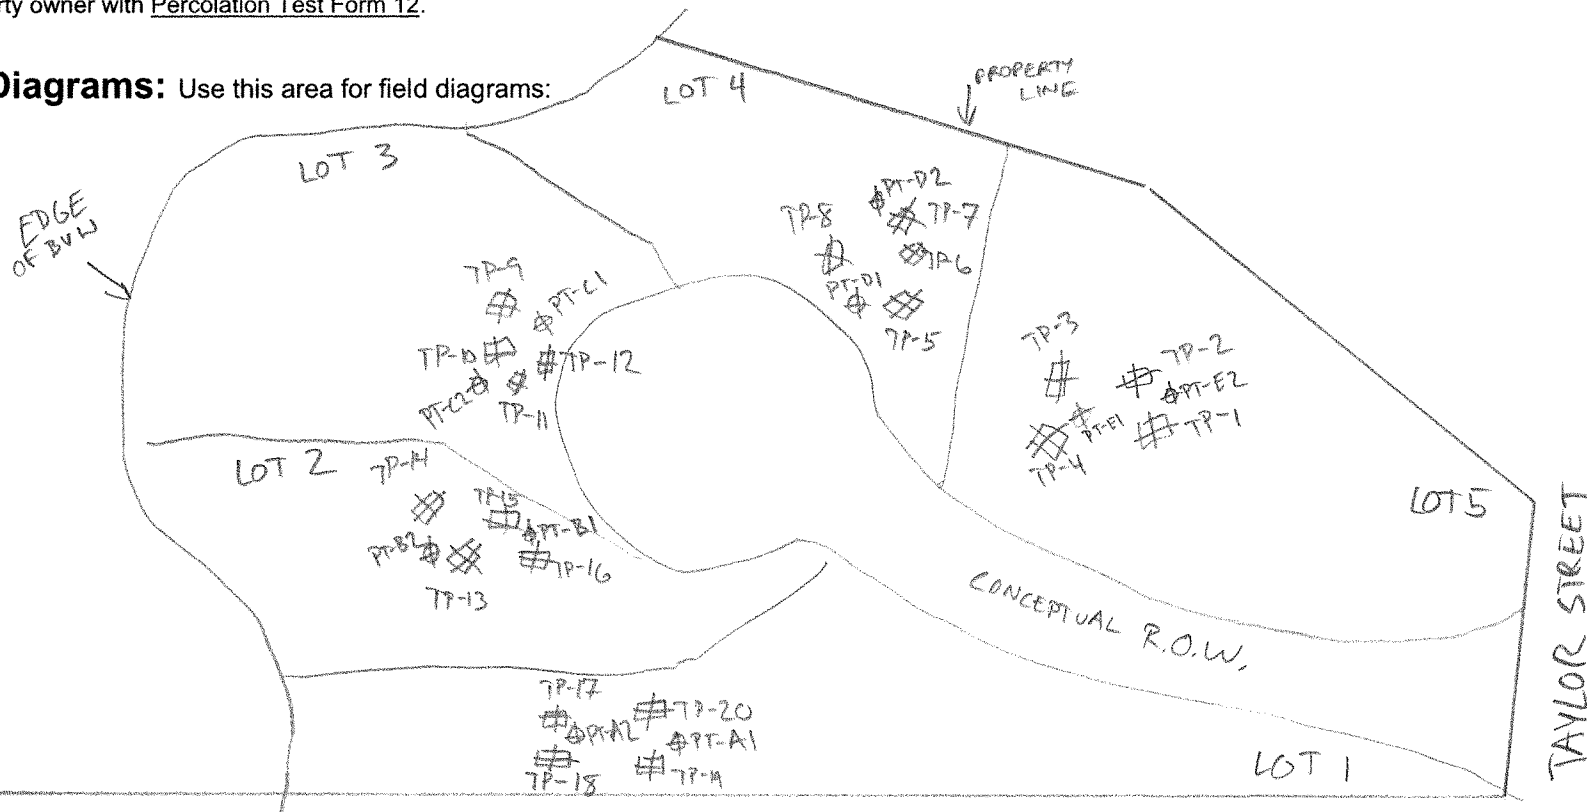 rty owner with Percolation Test Form 12.
Diagrams: Use this area for field diagrams:
PROPERTY
LINE
LOT 4
LOT 3
EDGE
OF BVW
PT-D2
TP-7
TP-8
TP-6
PT-D1
TP-5
TP-9
PT-C1
TP-10
TP-12
PT-C2
TP-11
TP-3
TP-2
PT-E2
PT-E1
TP-1
TP-4
LOT 2
TP-14
TP-15
PT-B1
PT-B2
TP-16
TP-13
LOT 5
TAYLOR STREET
CONCEPTUAL R.O.W.
TP-17
TP-20
PT-A2
PT-A1
TP-18
TP-19
LOT 1